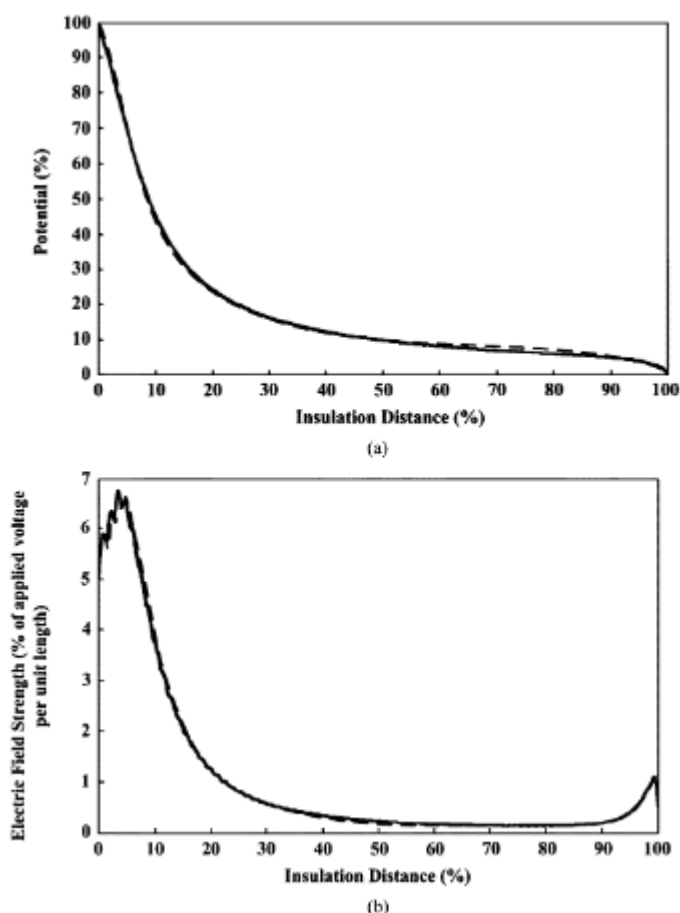 100
90
80
70
60
50
40
30
20
10
0
Potential (%)
0 10 20 30 40 50 60 70 80 90 100
Insulation Distance (%)
(a)
7
6
5
4
3
2
1
0
Electric Field Strength (% of applied voltage
per unit length)
0 10 20 30 40 50 60 70 80 90 100
Insulation Distance (%)
(b)